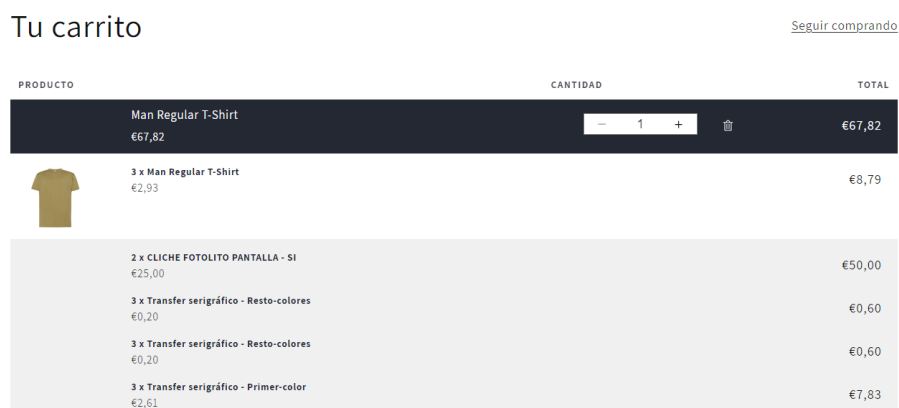 Tu carrito
Seguir comprando
PRODUCTO CANTIDAD TOTAL
Man Regular T-Shirt
€67,82
− 1 +
€67,82
3 x Man Regular T-Shirt
€2,93
€8,79
2 x CLICHE FOTOLITO PANTALLA - SI
€25,00
€50,00
3 x Transfer serigráfico - Resto-colores
€0,20
€0,60
3 x Transfer serigráfico - Resto-colores
€0,20
€0,60
3 x Transfer serigráfico - Primer-color
€2,61
€7,83